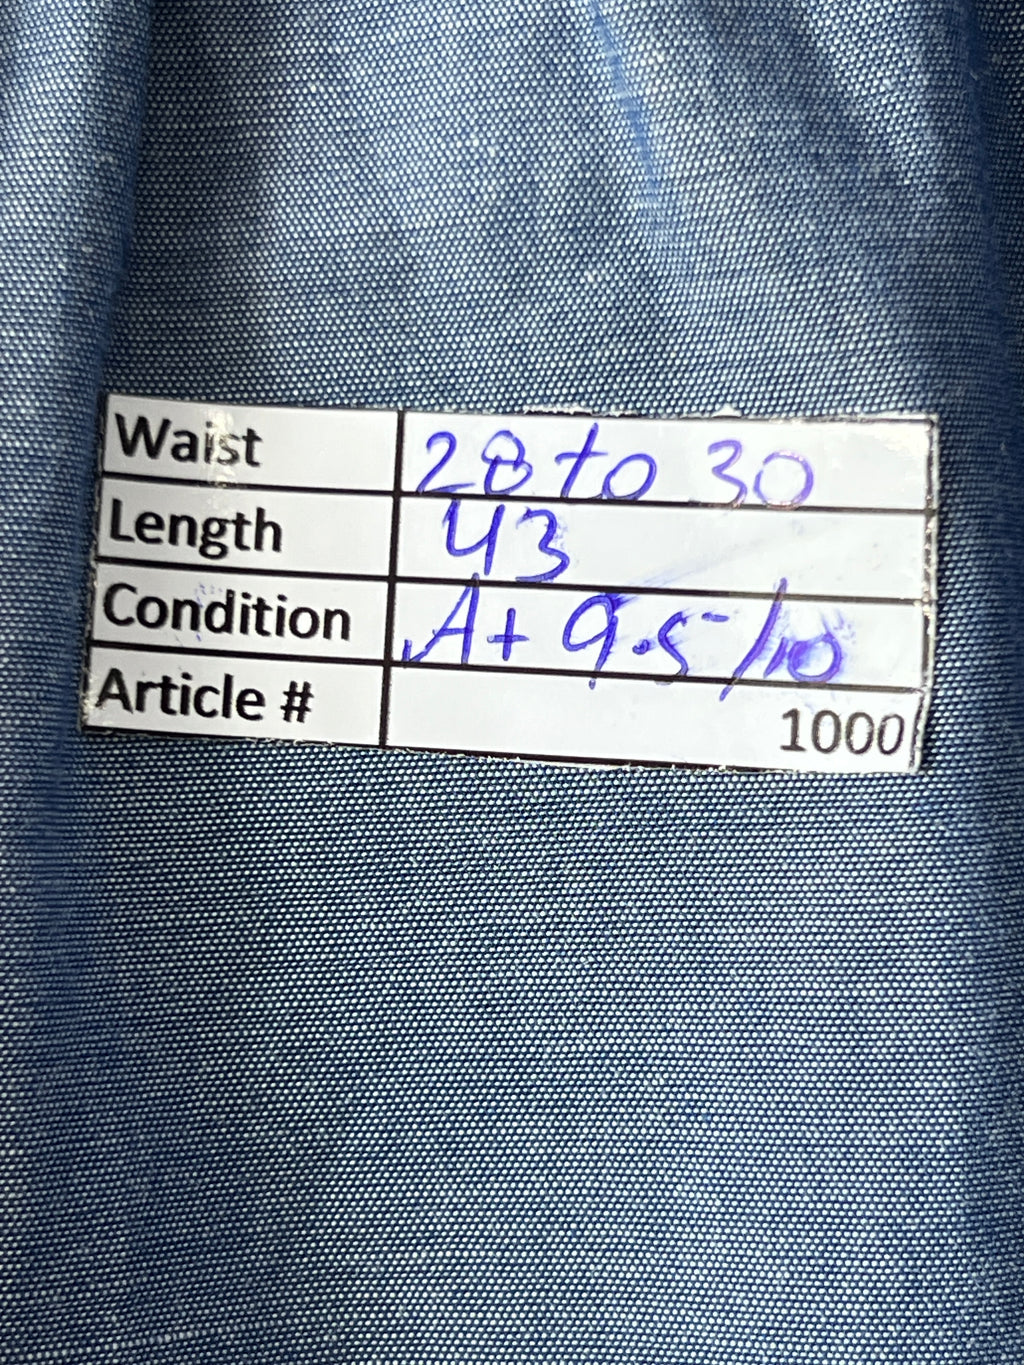 Waist 28 to 30
Length 43
Condition A+ 9.5/10
Article # 1000